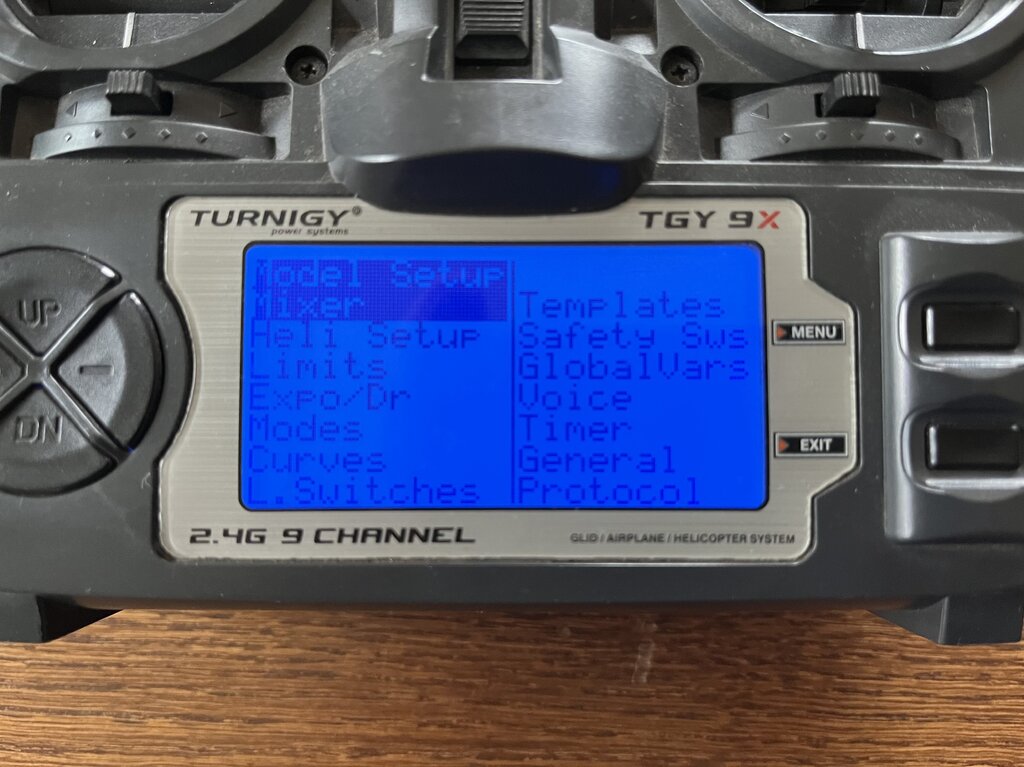 TURNIGY®
power systems
TGY 9X
Model Setup
Mixer
Heli Setup
Limits
Expo/Dr
Modes
Curves
L.Switches
Templates
Safety Sws
GlobalVars
Voice
Timer
General
Protocol
UP
-
DN
MENU
EXIT
2.4G 9 CHANNEL
GLID / AIRPLANE / HELICOPTER SYSTEM